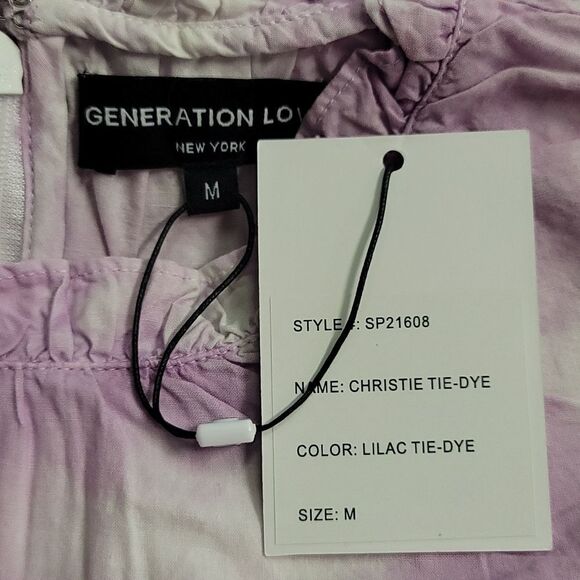 GENERATION LOV
NEW YORK
M
STYLE #: SP21608
NAME: CHRISTIE TIE-DYE
COLOR: LILAC TIE-DYE
SIZE: M